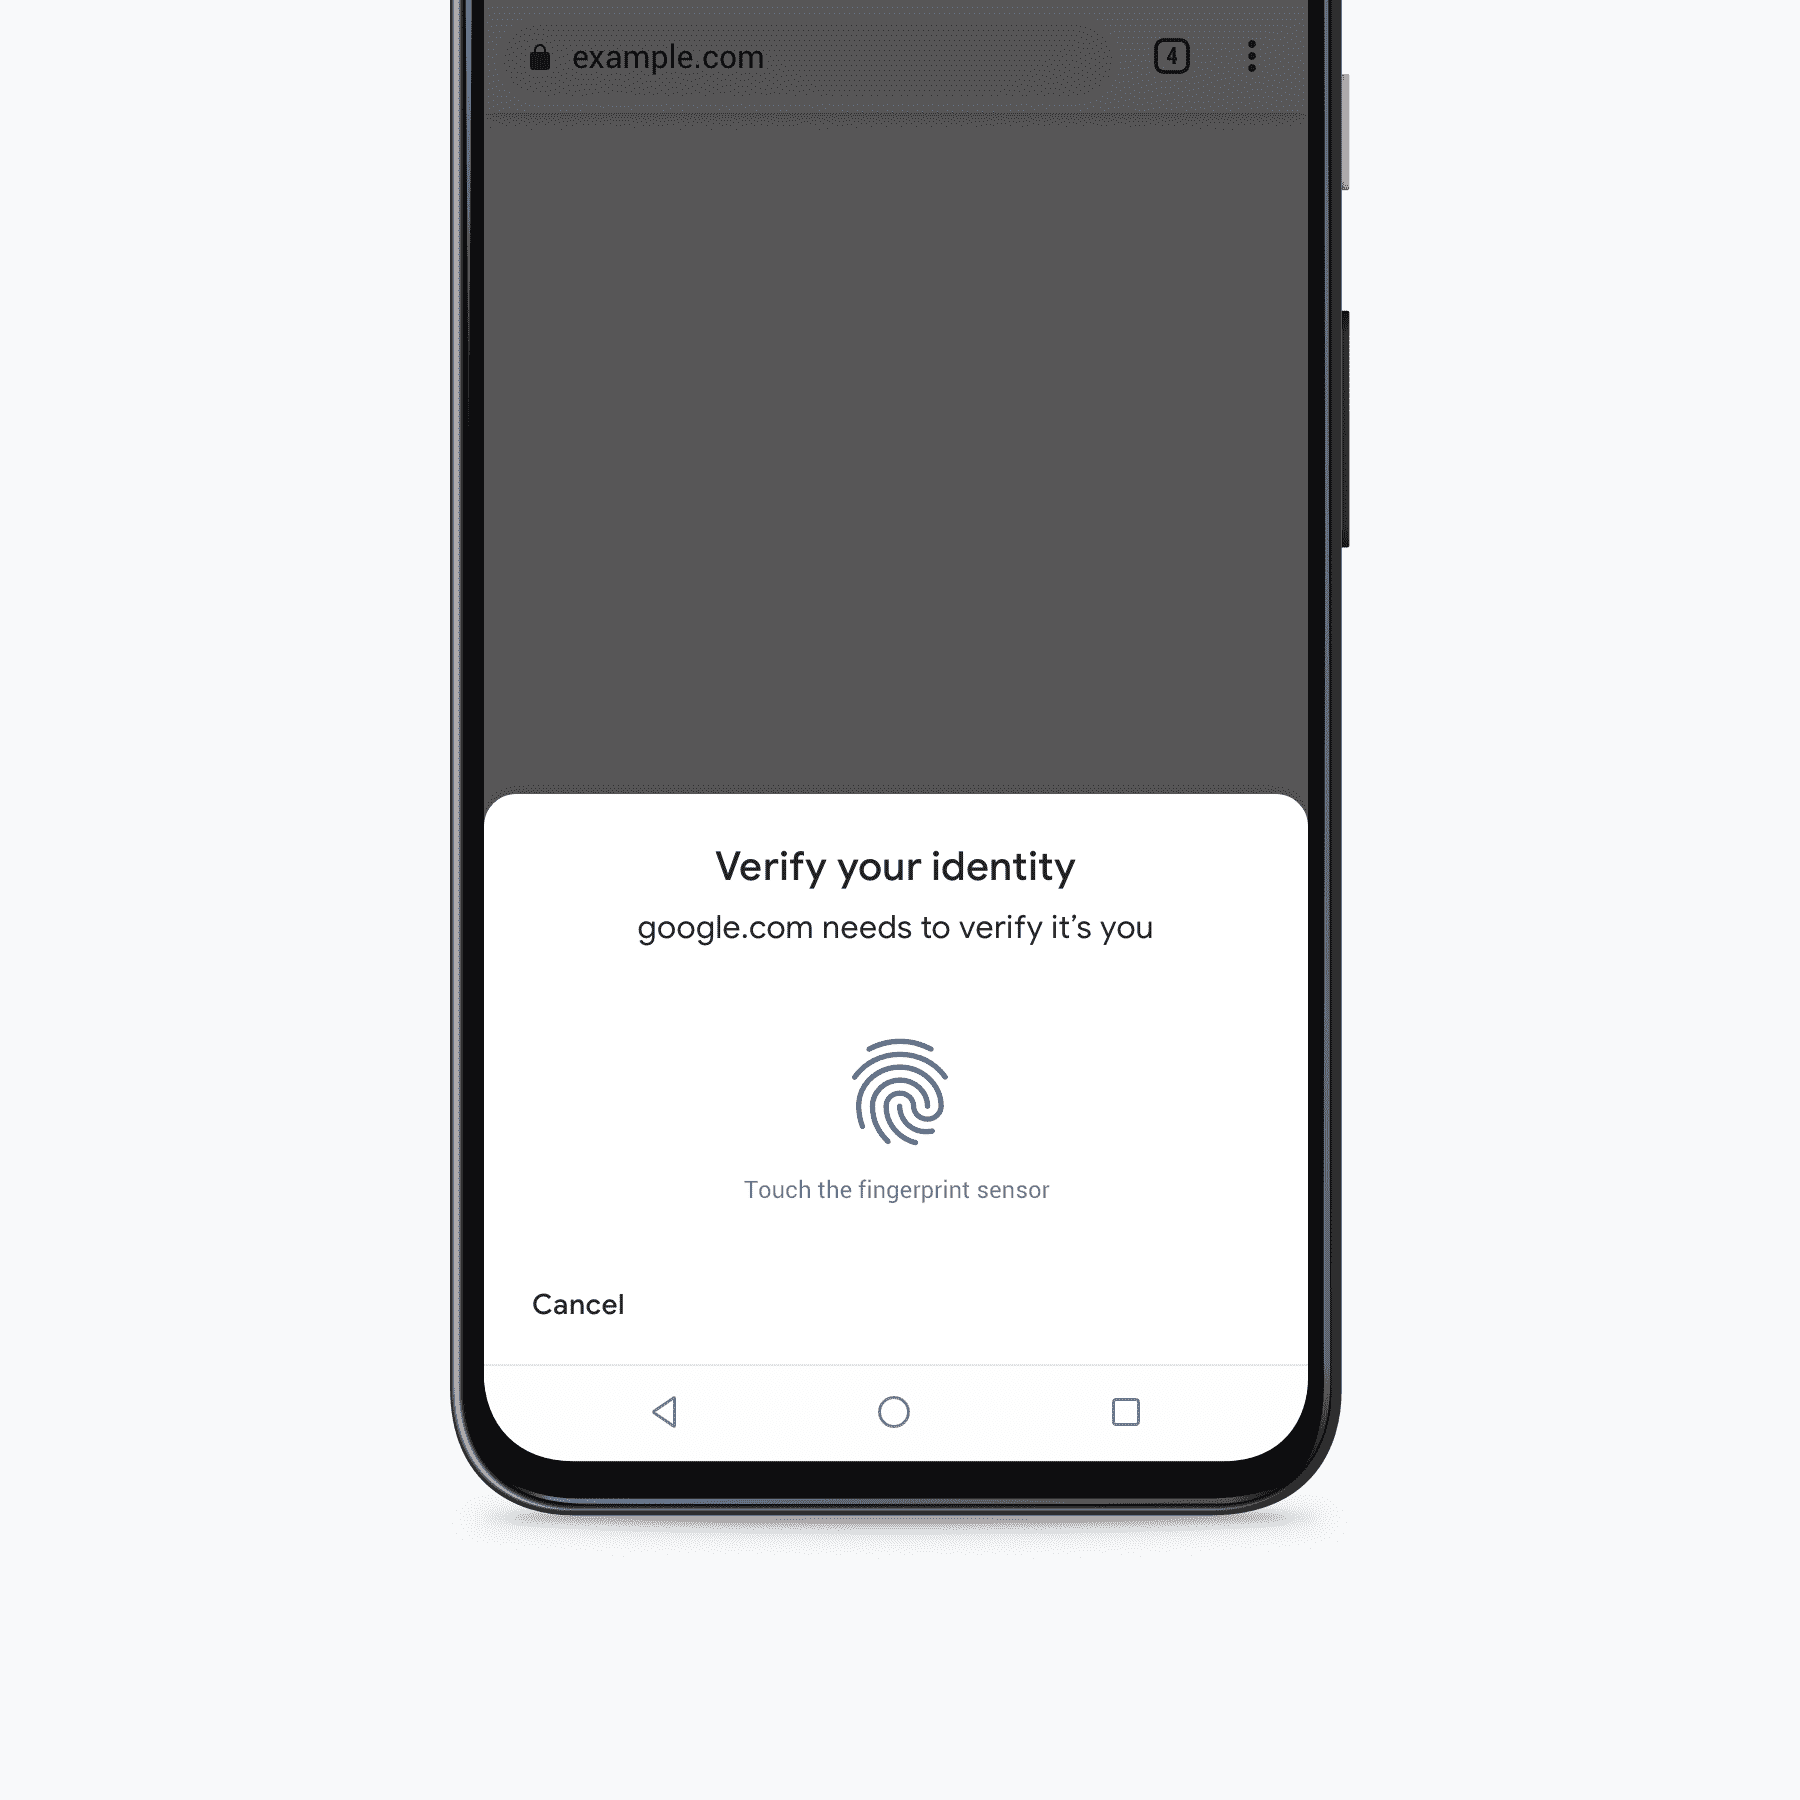 example.com 4
Verify your identity
google.com needs to verify it’s you
Touch the fingerprint sensor
Cancel